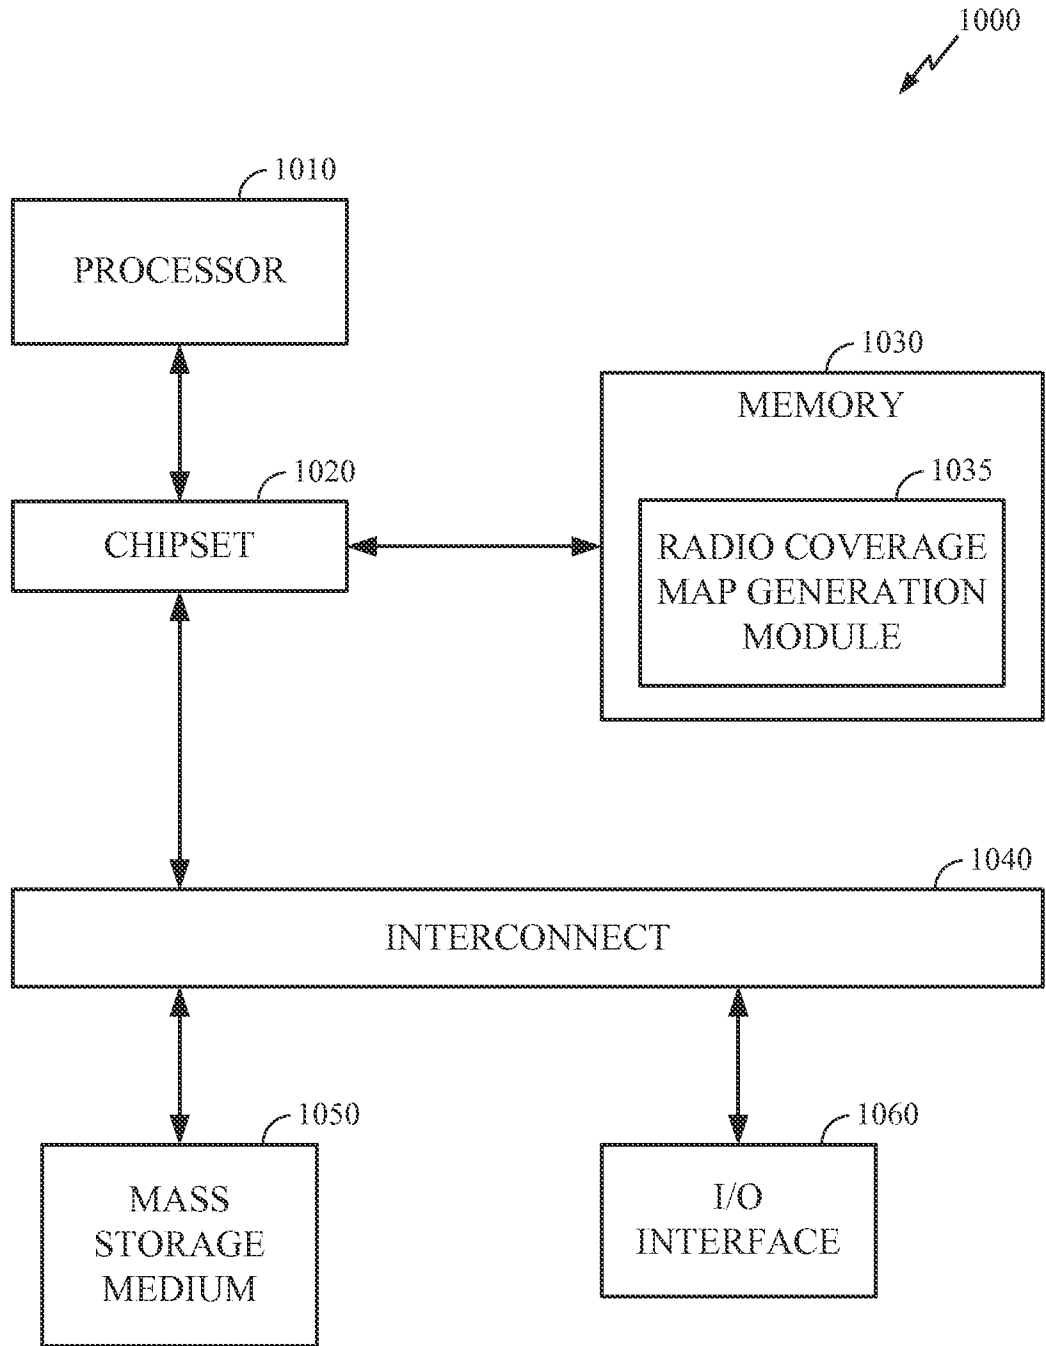 1000
1010
PROCESSOR
1030
MEMORY
1020
CHIPSET
1035
RADIO COVERAGE
MAP GENERATION
MODULE
1040
INTERCONNECT
1050
MASS
STORAGE
MEDIUM
1060
I/O
INTERFACE